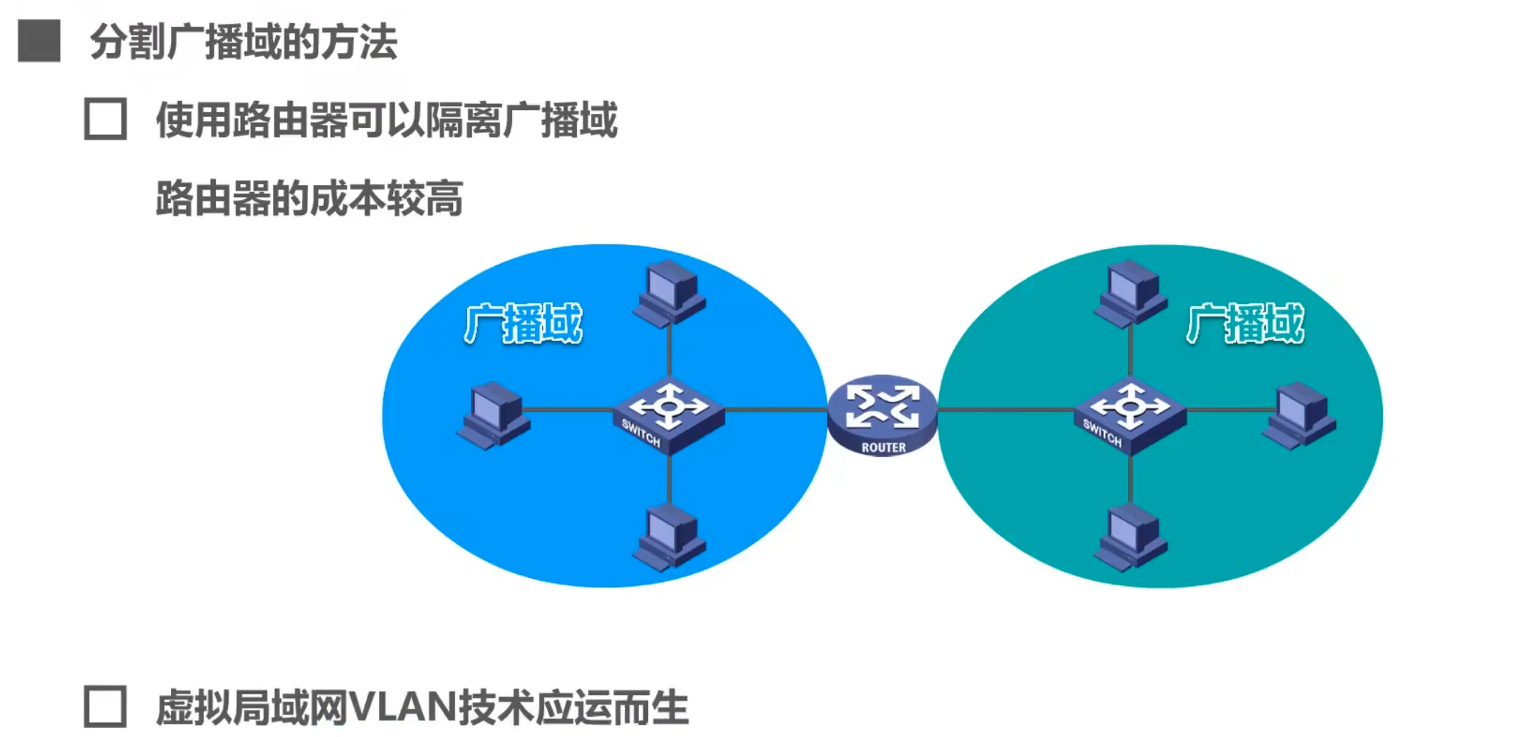 分割广播域的方法
使用路由器可以隔离广播域
路由器的成本较高
广播域
广播域
SWITCH
ROUTER
SWITCH
虚拟局域网VLAN技术应运而生